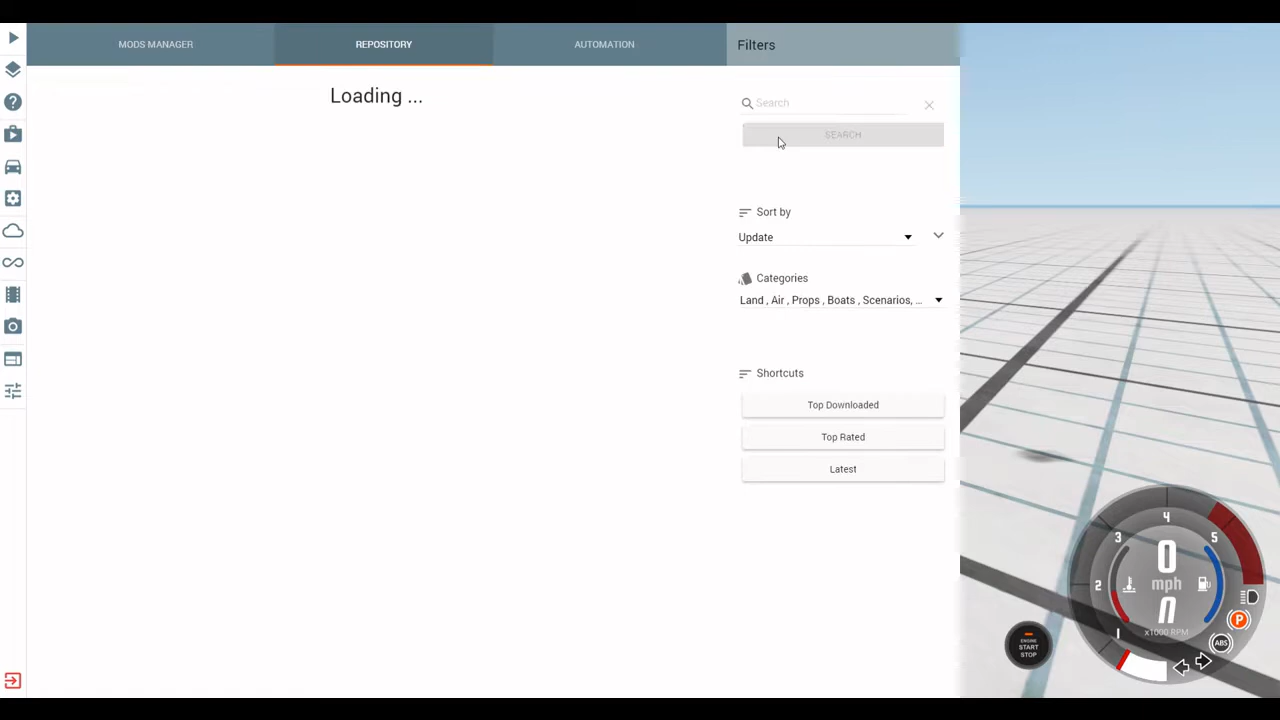 MODS MANAGER
REPOSITORY
AUTOMATION
Filters
Loading ...
Search
SEARCH
Sort by
Update
Categories
Land , Air , Props , Boats , Scenarios, ...
Shortcuts
Top Downloaded
Top Rated
Latest
4
3
5
0
2
mph
n
1
x1000 RPM
P
ABS
ENGINE
START
STOP